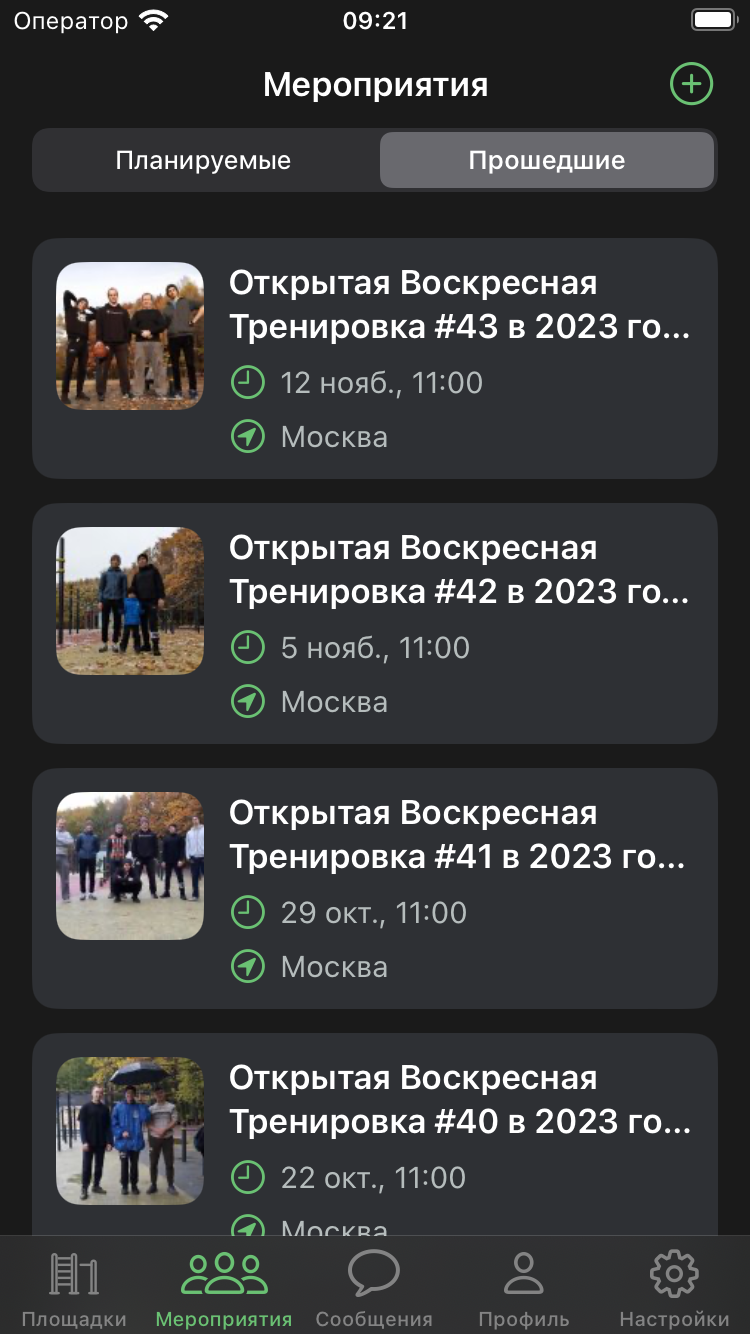 Оператор 09:21
Мероприятия
Планируемые Прошедшие
Открытая Воскресная
Тренировка #43 в 2023 го...
12 нояб., 11:00
Москва
Открытая Воскресная
Тренировка #42 в 2023 го...
5 нояб., 11:00
Москва
Открытая Воскресная
Тренировка #41 в 2023 го...
29 окт., 11:00
Москва
Открытая Воскресная
Тренировка #40 в 2023 го...
22 окт., 11:00
Москва
Площадки Мероприятия Сообщения Профиль Настройки